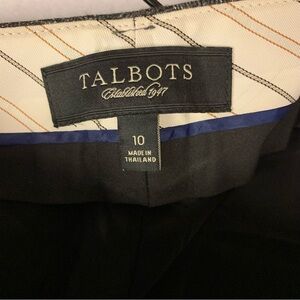 TALBOTS
Established 1947
10
MADE IN
THAILAND